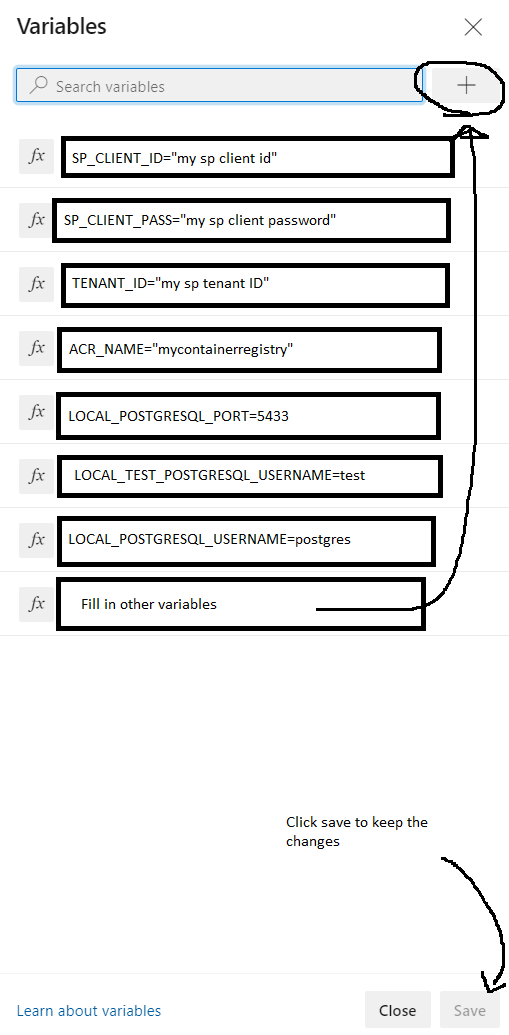 Variables
Search variables
fx
SP_CLIENT_ID="my sp client id"
fx
SP_CLIENT_PASS="my sp client password"
fx
TENANT_ID="my sp tenant ID"
fx
ACR_NAME="mycontainerregistry"
fx
LOCAL_POSTGRESQL_PORT=5433
fx
LOCAL_TEST_POSTGRESQL_USERNAME=test
fx
LOCAL_POSTGRESQL_USERNAME=postgres
fx
Fill in other variables
Click save to keep the
changes
Learn about variables
Close
Save